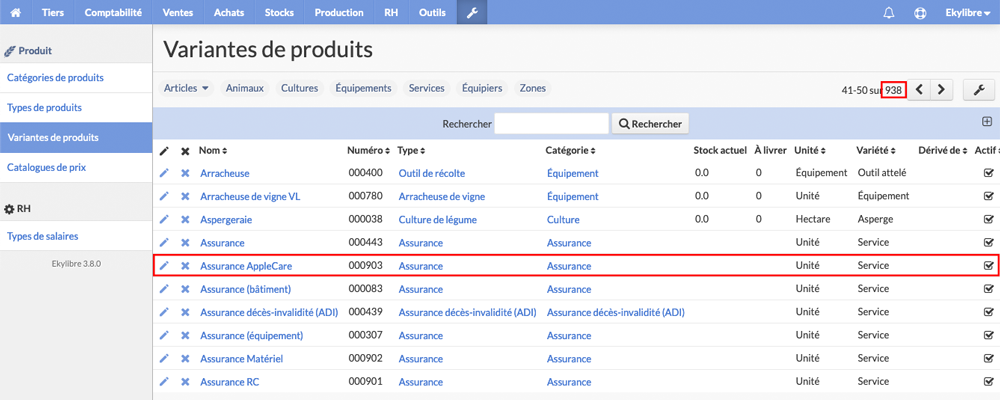 Tiers Comptabilité Ventes Achats Stocks Production RH Outils Ekylibre
Produit
Catégories de produits
Types de produits
Variantes de produits
Catalogues de prix
RH
Types de salaires
Ekylibre 3.8.0
Variantes de produits
Articles Animaux Cultures Équipements Services Équipiers Zones
41-50 sur 938
Rechercher Rechercher
Nom Numéro Type Catégorie Stock actuel À livrer Unité Variété Dérivé de Actif
Arracheuse 000400 Outil de récolte Équipement 0.0 0 Équipement Outil attelé
Arracheuse de vigne VL 000780 Arracheuse de vigne Équipement 0.0 0 Unité Équipement
Aspergeraie 000038 Culture de légume Culture 0.0 0 Hectare Asperge
Assurance 000443 Assurance Assurance Unité Service
Assurance AppleCare 000903 Assurance Assurance Unité Service
Assurance (bâtiment) 000083 Assurance Assurance Unité Service
Assurance décès-invalidité (ADI) 000439 Assurance décès-invalidité (ADI) Assurance décès-invalidité (ADI) Unité Service
Assurance (équipement) 000307 Assurance Assurance Unité Service
Assurance Matériel 000902 Assurance Assurance Unité Service
Assurance RC 000901 Assurance Assurance Unité Service